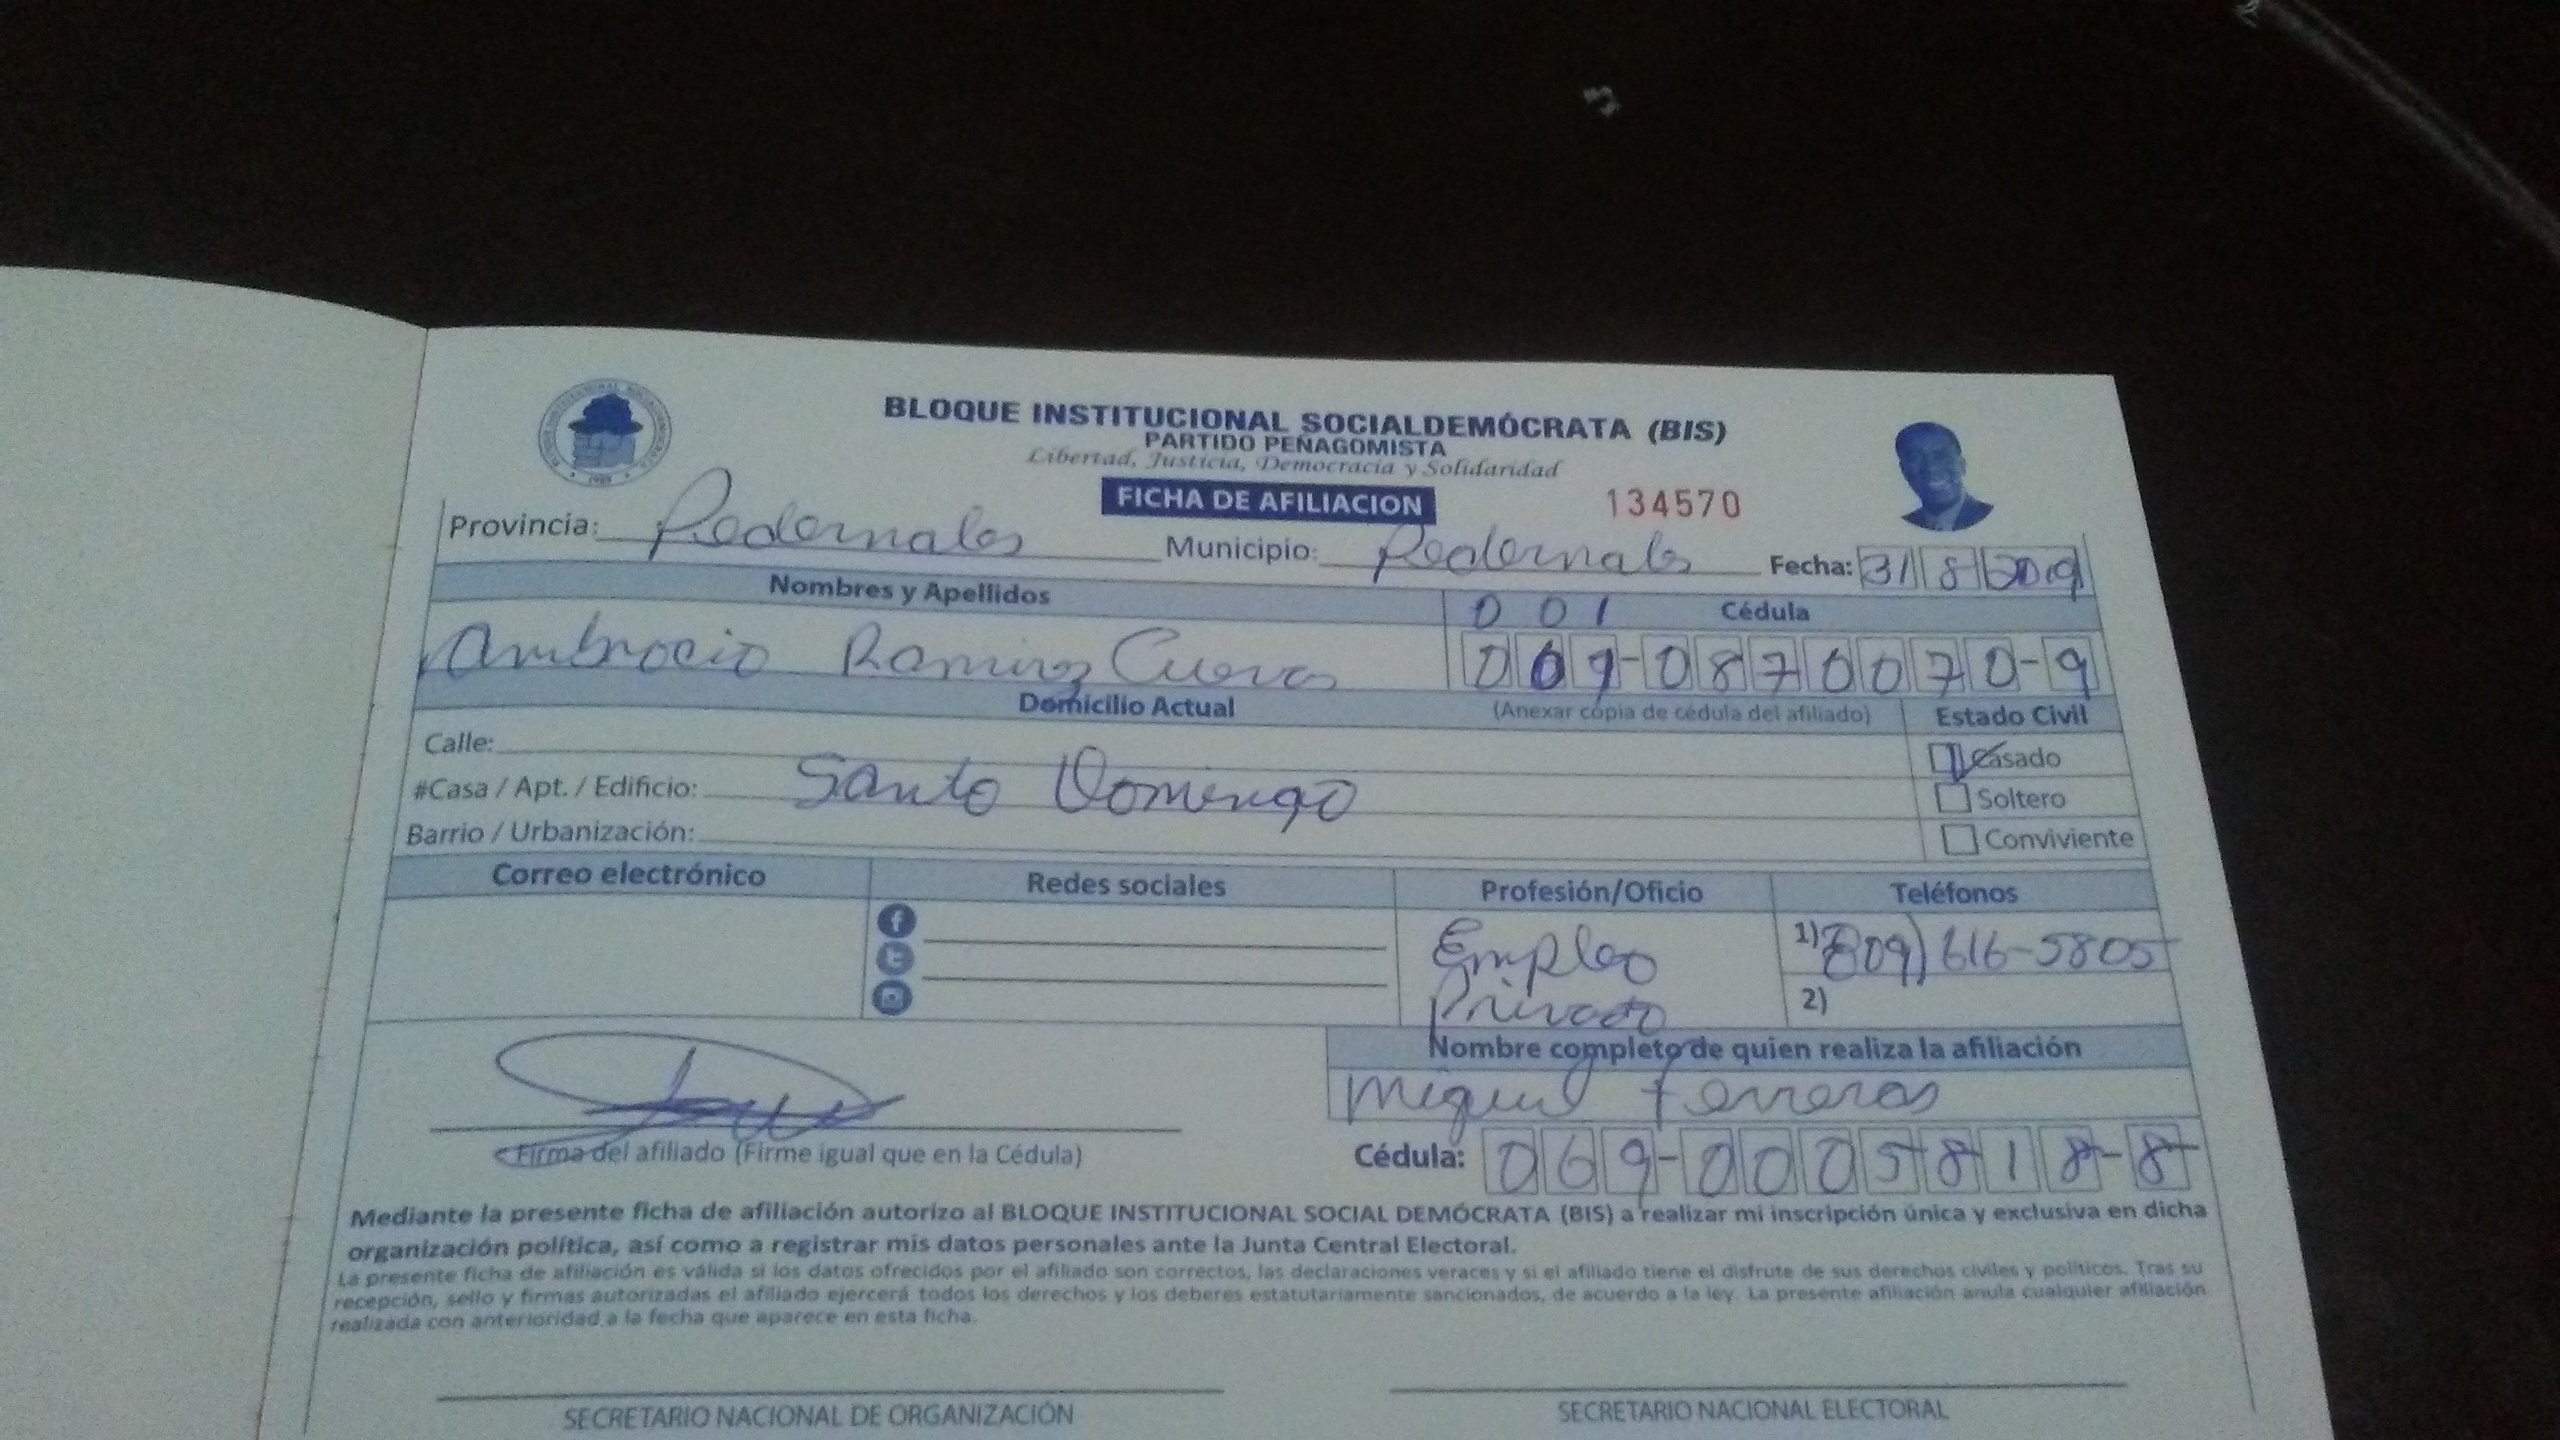 BLOQUE INSTITUCIONAL SOCIALDEMÓCRATA (BIS)
PARTIDO PEÑAGOMISTA
Libertad, Justicia, Democracia y Solidaridad
FICHA DE AFILIACION 134570
Provincia: Pedernales Municipio: Pedernales Fecha: 31 8 2019
Nombres y Apellidos Cédula
001
Ambrocio Ramirez Cuevas 009-0870070-9
Domicilio Actual (Anexar copia de cédula del afiliado) Estado Civil
Calle: Casado
#Casa / Apt. / Edificio: Santo Domingo Soltero
Barrio / Urbanización: Conviviente
Correo electrónico Redes sociales Profesión/Oficio Teléfonos
Empleo 1) 809) 616-5805
Privado 2)
Nombre completo de quien realiza la afiliación
Miguel Ferreras
Firma del afiliado (Firme igual que en la Cédula) Cédula: 069-0005818-8
Mediante la presente ficha de afiliación autorizo al BLOQUE INSTITUCIONAL SOCIAL DEMÓCRATA (BIS) a realizar mi inscripción única y exclusiva en dicha
organización política, así como a registrar mis datos personales ante la Junta Central Electoral.
La presente ficha de afiliación es válida si los datos ofrecidos por el afiliado son correctos, las declaraciones veraces y si el afiliado tiene el disfrute de sus derechos civiles y políticos. Tras su
recepción, sello y firmas autorizadas el afiliado ejercerá todos los derechos y los deberes estatutariamente sancionados, de acuerdo a la ley. La presente afiliación anula cualquier afiliación
realizada con anterioridad a la fecha que aparece en esta ficha.
SECRETARIO NACIONAL DE ORGANIZACIÓN SECRETARIO NACIONAL ELECTORAL